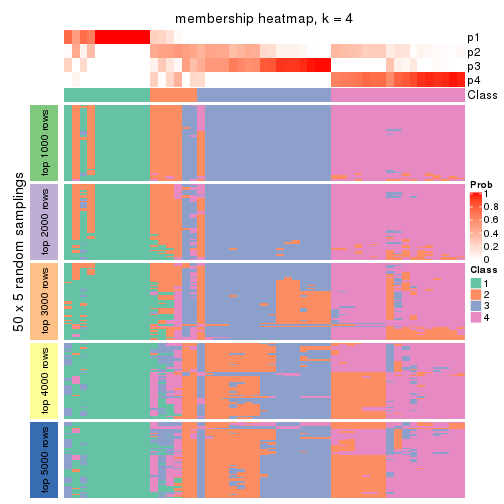 membership heatmap, k = 4
p1
p2
p3
p4
Class
50 x 5 random samplings
top 1000 rows
top 2000 rows
top 3000 rows
top 4000 rows
top 5000 rows
Prob
1
0.8
0.6
0.4
0.2
0
Class
1
2
3
4